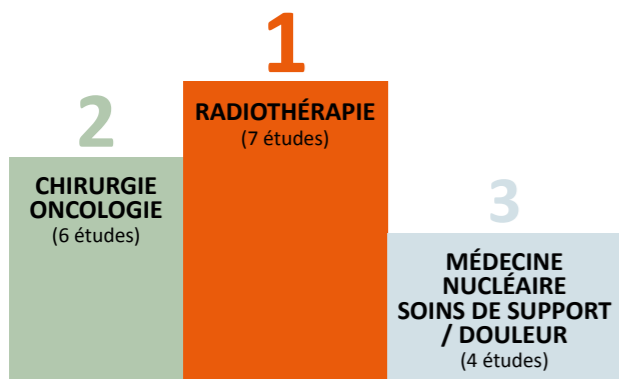 1
RADIOTHÉRAPIE
(7 études)
2
CHIRURGIE
ONCOLOGIE
(6 études)
3
MÉDECINE
NUCLÉAIRE
SOINS DE SUPPORT
/ DOULEUR
(4 études)